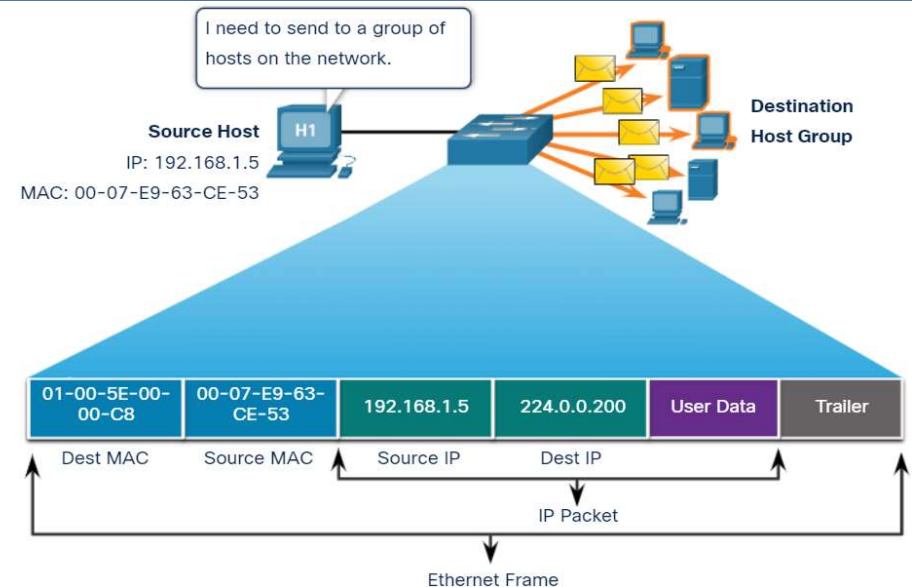 I need to send to a group of
hosts on the network.
H1
Source Host
IP: 192.168.1.5
MAC: 00-07-E9-63-CE-53
Destination
Host Group
01-00-5E-00-
00-C8
00-07-E9-63-
CE-53
192.168.1.5
224.0.0.200
User Data
Trailer
Dest MAC
Source MAC
Source IP
Dest IP
IP Packet
Ethernet Frame